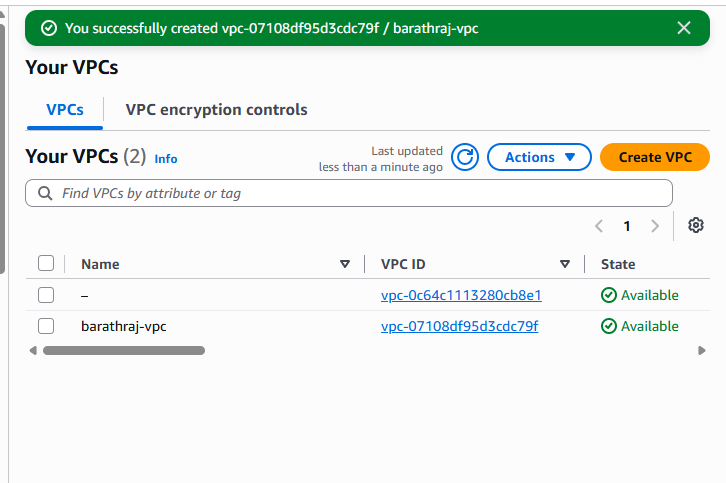 You successfully created vpc-07108df95d3cdc79f / barathraj-vpc
Your VPCs
VPCs VPC encryption controls
Your VPCs (2) Info
Last updated
less than a minute ago
Actions
Create VPC
Find VPCs by attribute or tag
1
Name VPC ID State
– vpc-0c64c1113280cb8e1 Available
barathraj-vpc vpc-07108df95d3cdc79f Available